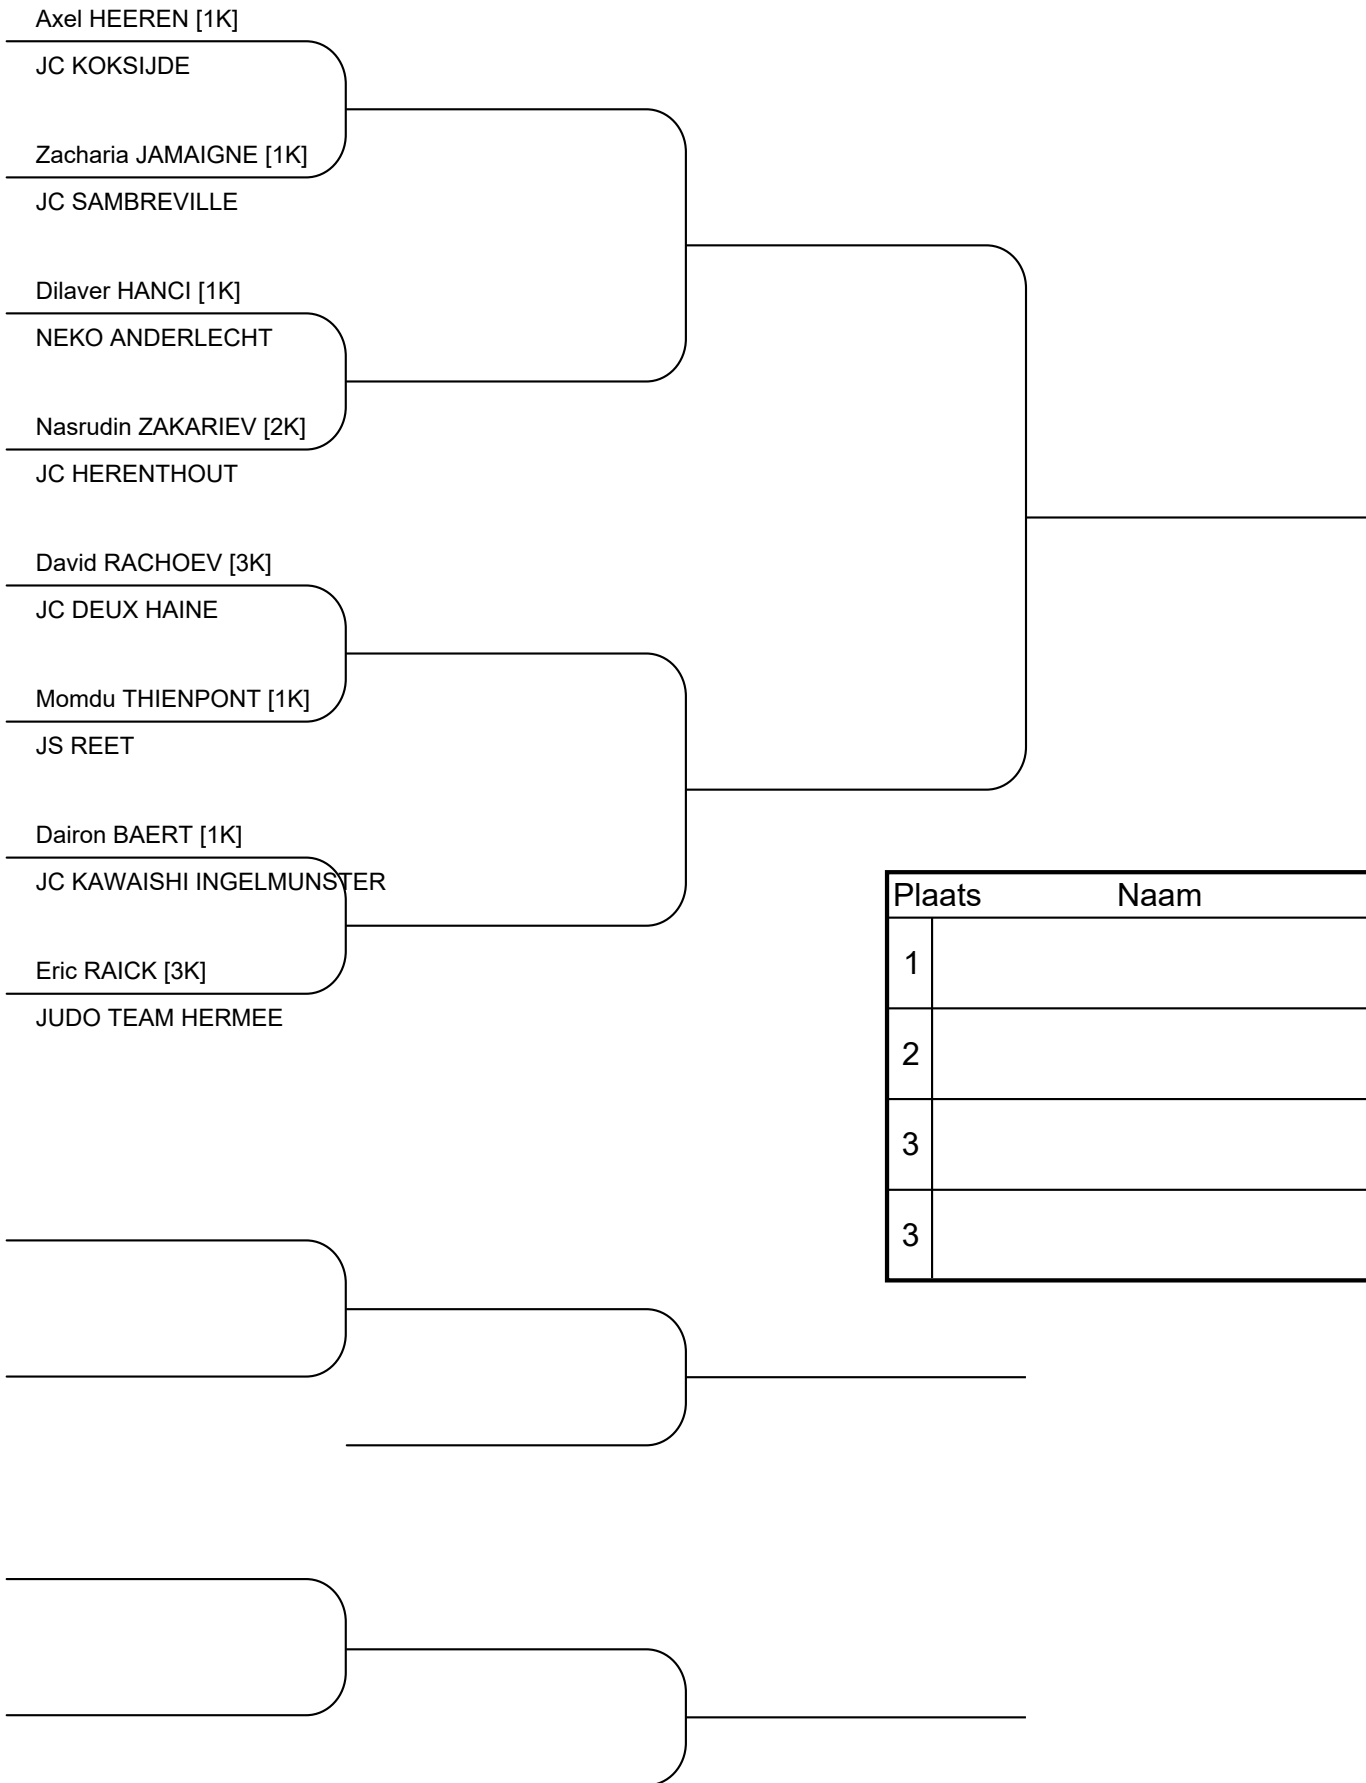 Axel HEEREN [1K]
JC KOKSIJDE
Zacharia JAMAIGNE [1K]
JC SAMBREVILLE
Dilaver HANCI [1K]
NEKO ANDERLECHT
Nasrudin ZAKARIEV [2K]
JC HERENTHOUT
David RACHOEV [3K]
JC DEUX HAINE
Momdu THIENPONT [1K]
JS REET
Dairon BAERT [1K]
JC KAWAISHI INGELMUNSTER
Eric RAICK [3K]
JUDO TEAM HERMEE
Plaats Naam
1
2
3
3